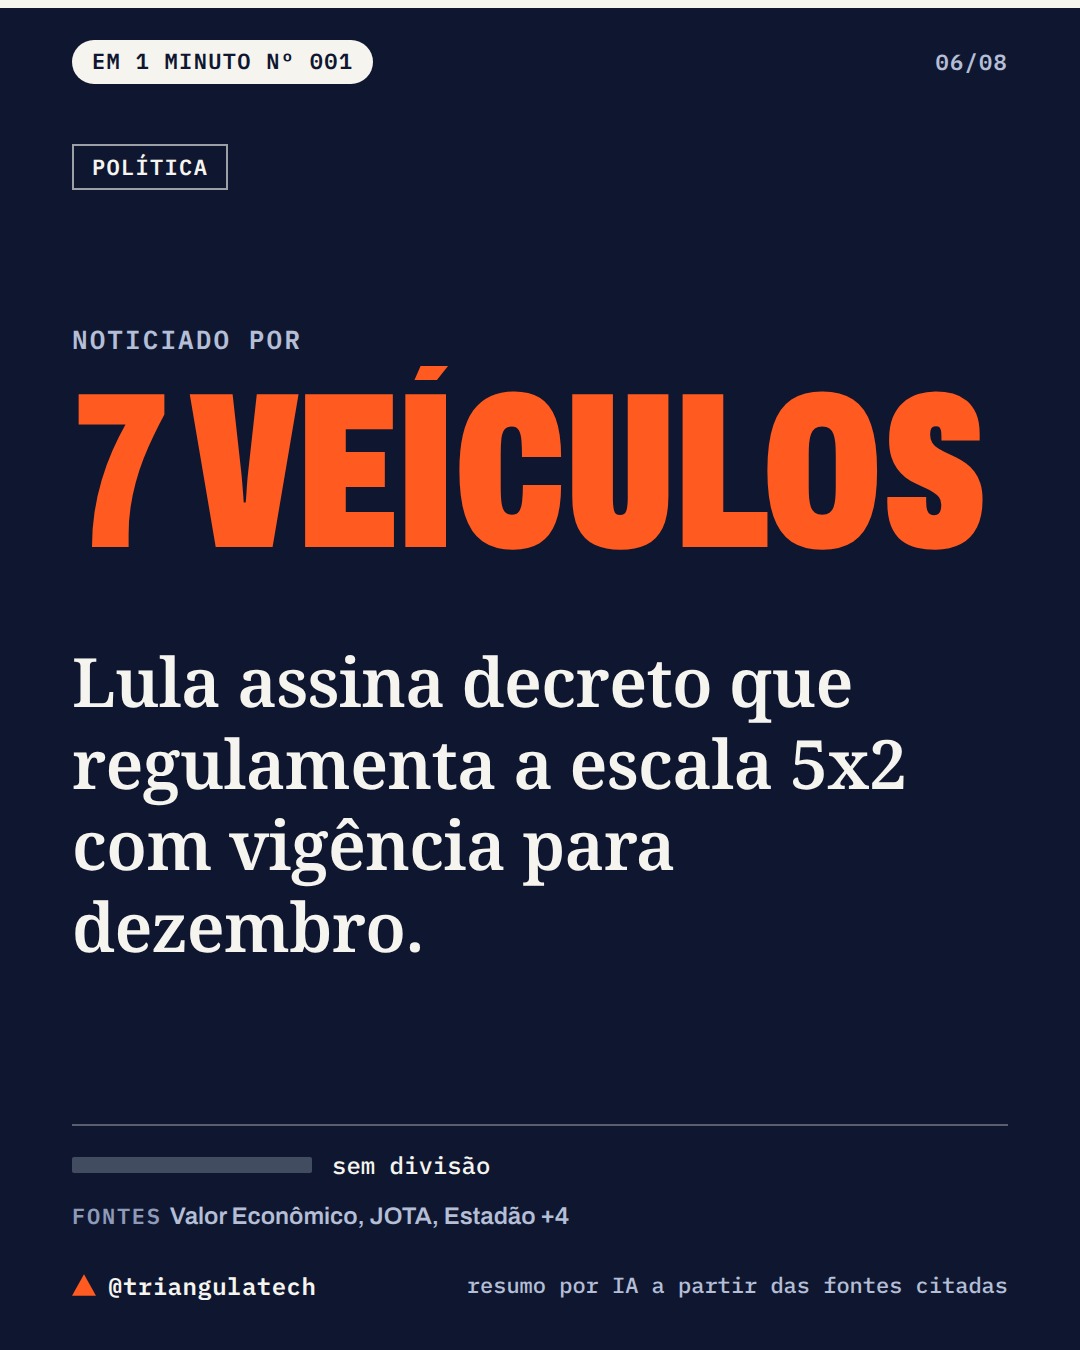 EM 1 MINUTO Nº 001
06/08
POLÍTICA
NOTICIADO POR
7 VEÍCULOS
Lula assina decreto que
regulamenta a escala 5x2
com vigência para
dezembro.
sem divisão
FONTES Valor Econômico, JOTA, Estadão +4
@triangulatech
resumo por IA a partir das fontes citadas